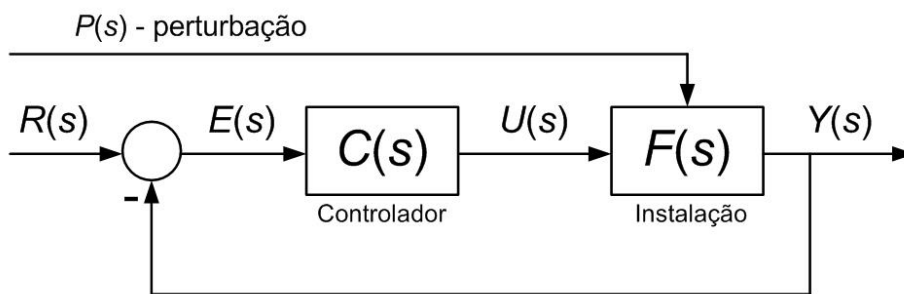 P(s) - perturbação
R(s)
E(s)
C(s)
U(s)
F(s)
Y(s)
-
Controlador
Instalação